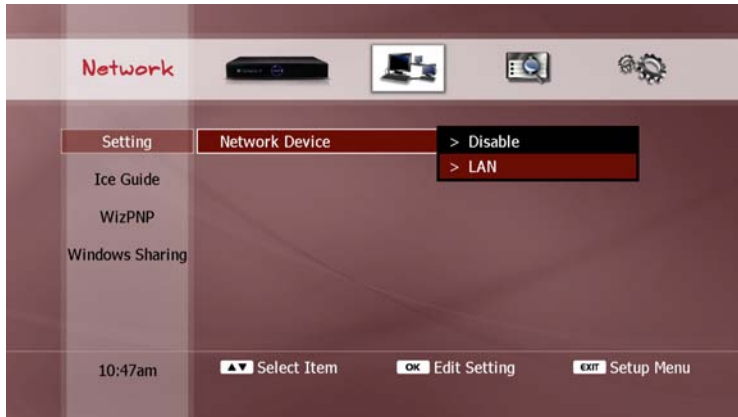 Network
Setting
Network Device
> Disable
> LAN
Ice Guide
WizPNP
Windows Sharing
10:47am
▲▼ Select Item
OK Edit Setting
EXIT Setup Menu